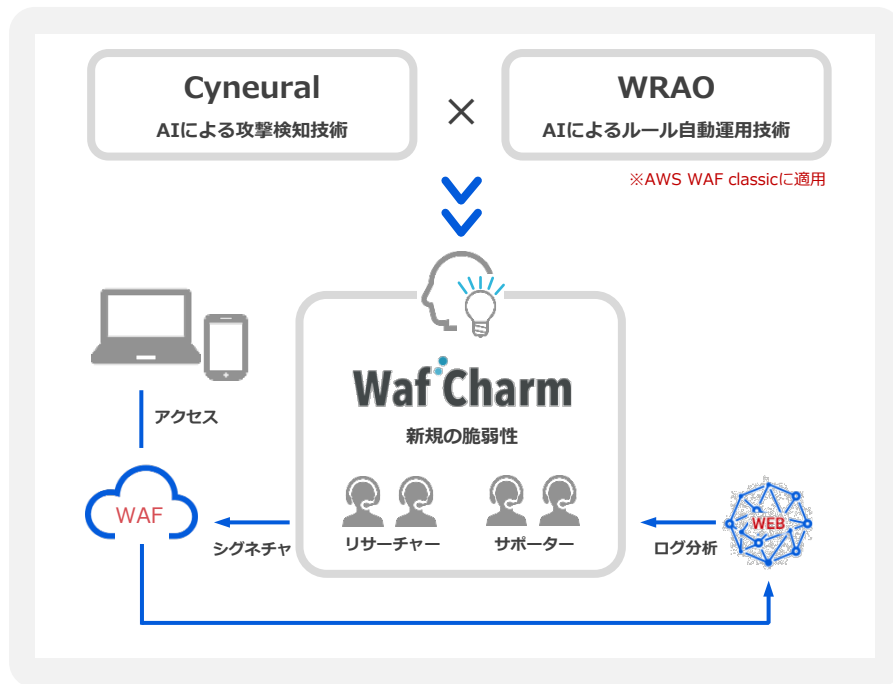 Cyneural
AIによる攻撃検知技術
×
WRAO
AIによるルール自動運用技術
※AWS WAF classicに適用
Waf Charm
新規の脆弱性
アクセス
WAF
シグネチャ
リサーチャー
サポーター
ログ分析
WEB